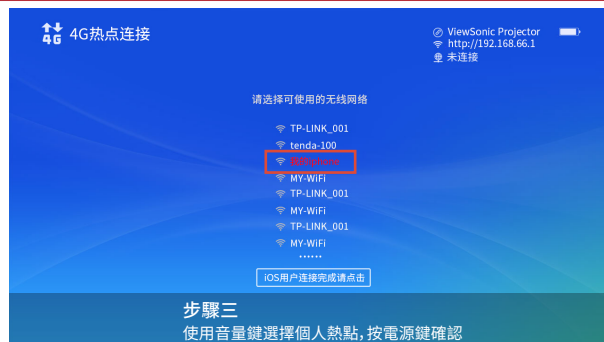 4G 4G热点连接
ViewSonic Projector
http://192.168.66.1
未连接
请选择可使用的无线网络
TP-LINK_001
tenda-100
iphone
MY-WiFi
TP-LINK_001
MY-WiFi
TP-LINK_001
MY-WiFi
······
iOS用户连接完成请点击
步驟三
使用音量鍵選擇個人熱點，按電源鍵確認